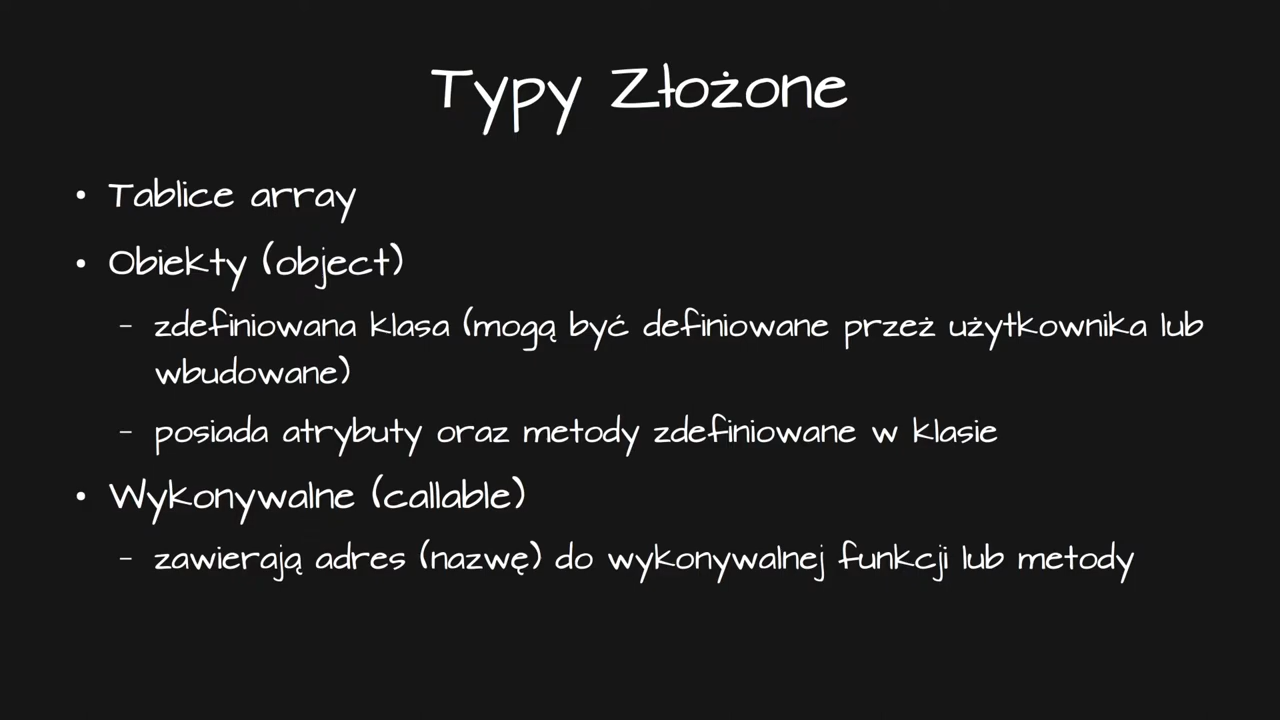 Typy Złożone
• Tablice array
• Obiekty (object)
– zdefiniowana klasa (mogą być definiowane przeż użytkownika lub
wbudowane)
– posiada atrybuty oraz metody zdefiniowane w klasie
• Wykonywalne (callable)
– zawierają adres (nazwę) do wykonywalnej funkcji lub metody